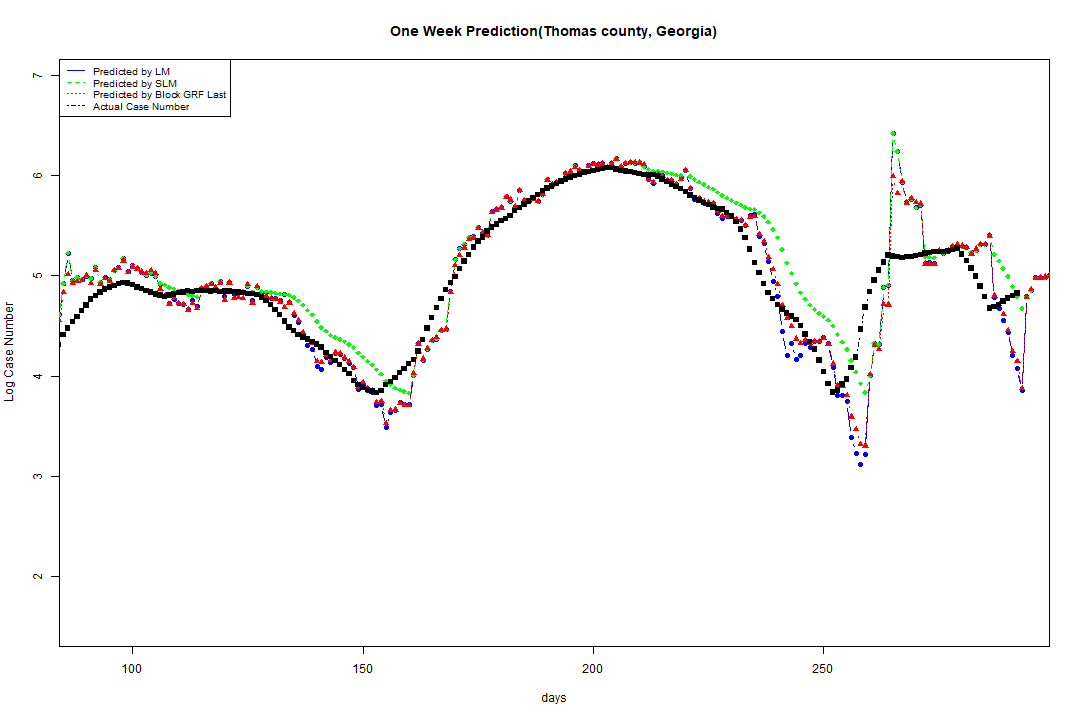 One Week Prediction(Thomas county, Georgia)
Predicted by LM
Predicted by SLM
Predicted by Block GRF Last
Actual Case Number
7
6
5
4
3
2
Log Case Number
100 150 200 250
days